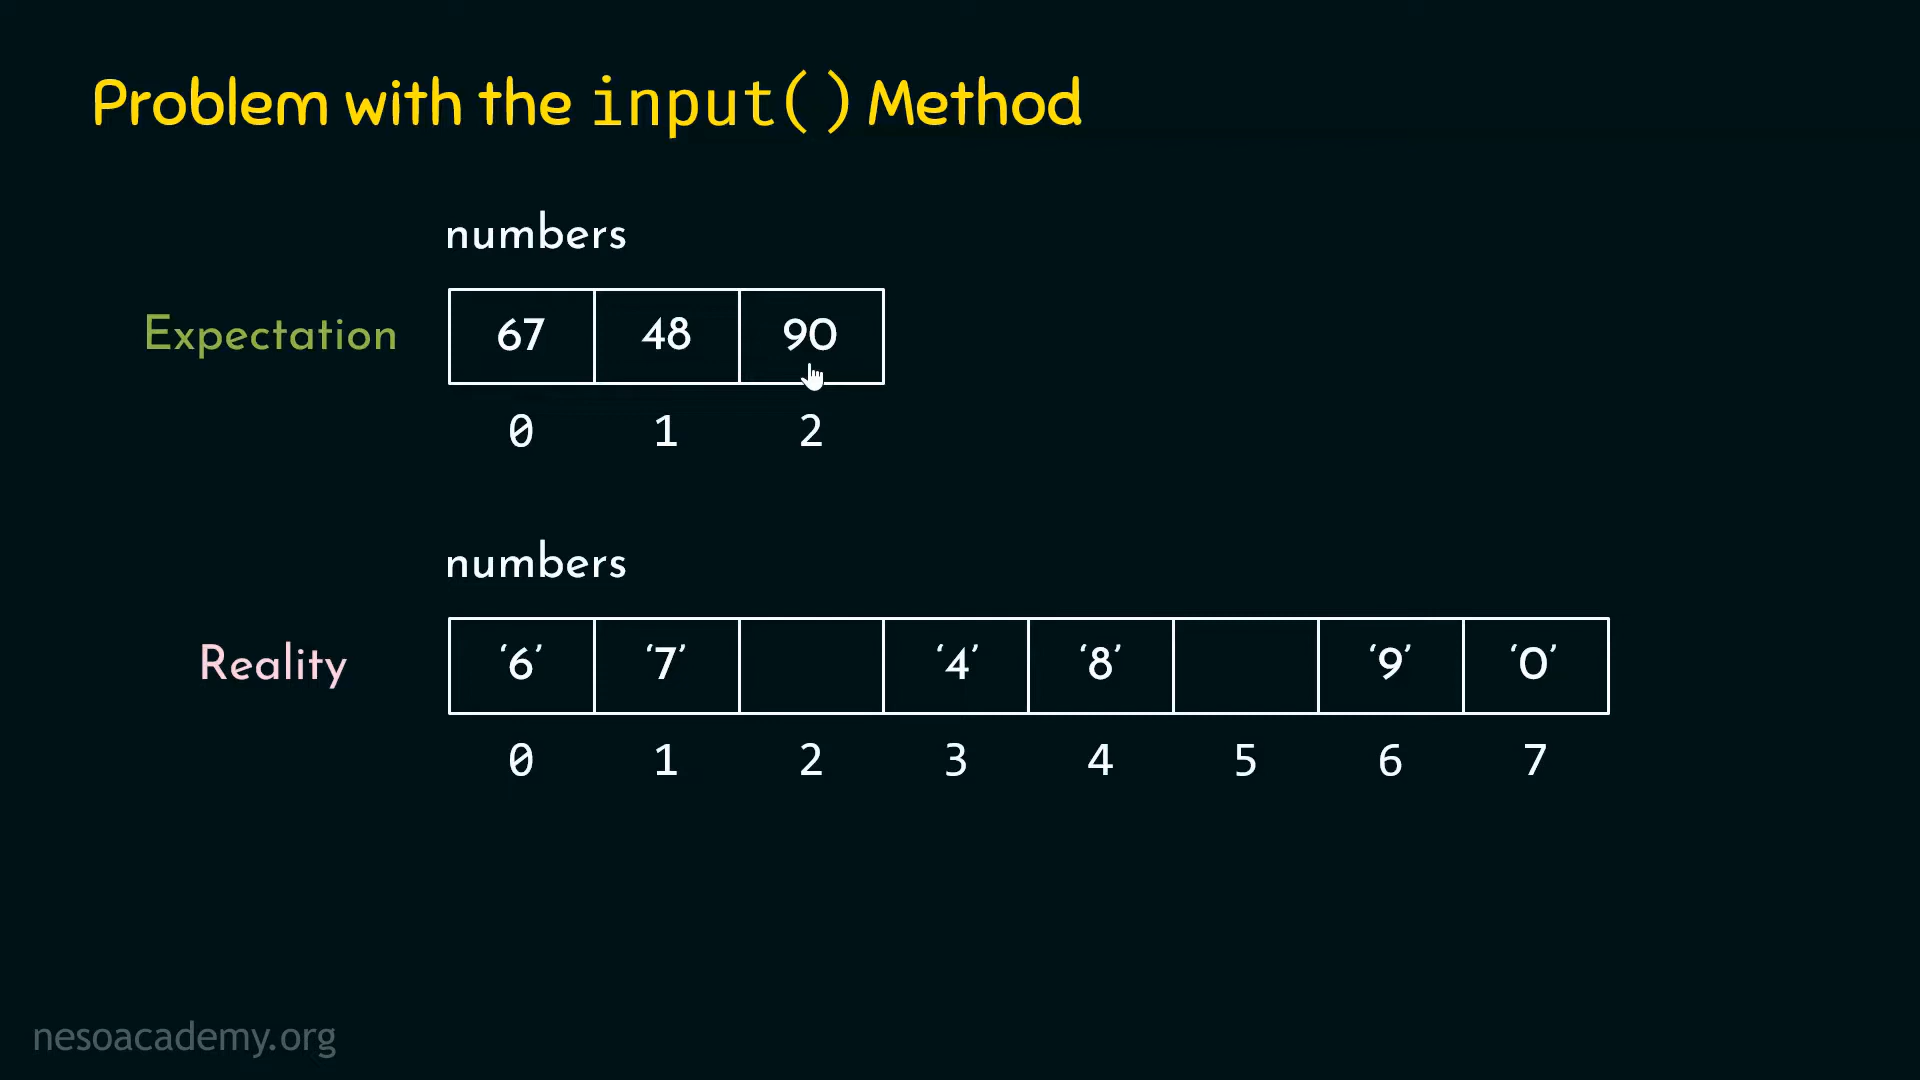 Problem with the input() Method
numbers
Expectation
67 48 90
0 1 2
numbers
Reality
‘6’ ‘7’ ‘4’ ‘8’ ‘9’ ‘0’
0 1 2 3 4 5 6 7
nesoacademy.org